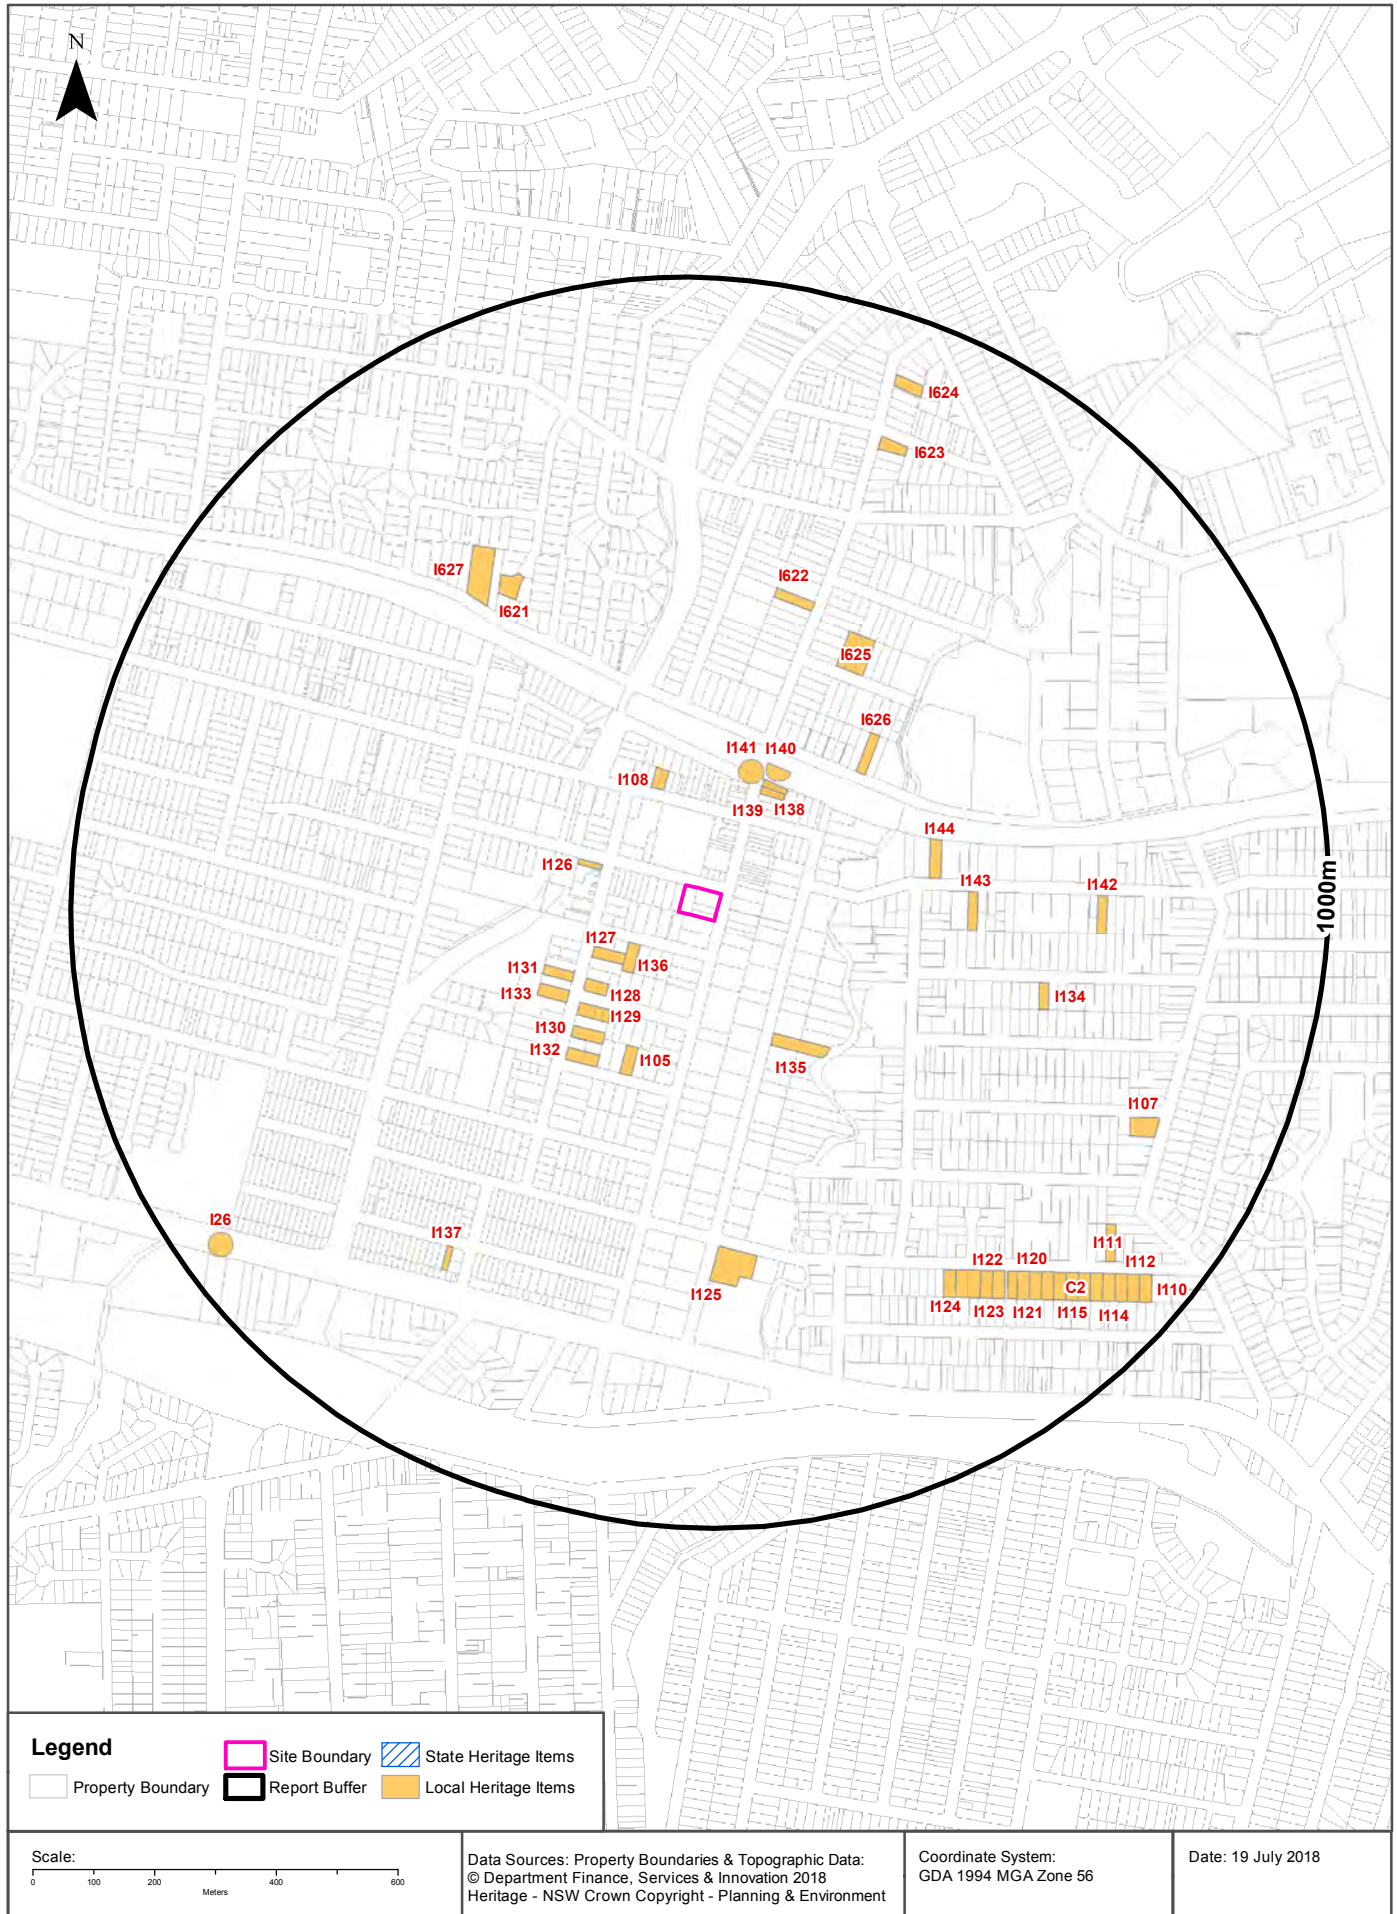 N
I624
I623
I627
I621
I622
I625
I626
I141 I140
I108
I139 I138
I144
I126
I143
I142
1000m
I127
I136
I131
I133
I128
I129
I134
I130
I132
I105
I135
I107
I26
I137
I111
I122 I120 I112
C2
I125
I110
I124 I123 I121 I115 I114
Legend
Site Boundary State Heritage Items
Property Boundary Report Buffer Local Heritage Items
Scale:
0 100 200 400 600
Meters
Data Sources: Property Boundaries & Topographic Data:
© Department Finance, Services & Innovation 2018
Heritage - NSW Crown Copyright - Planning & Environment
Coordinate System:
GDA 1994 MGA Zone 56
Date: 19 July 2018